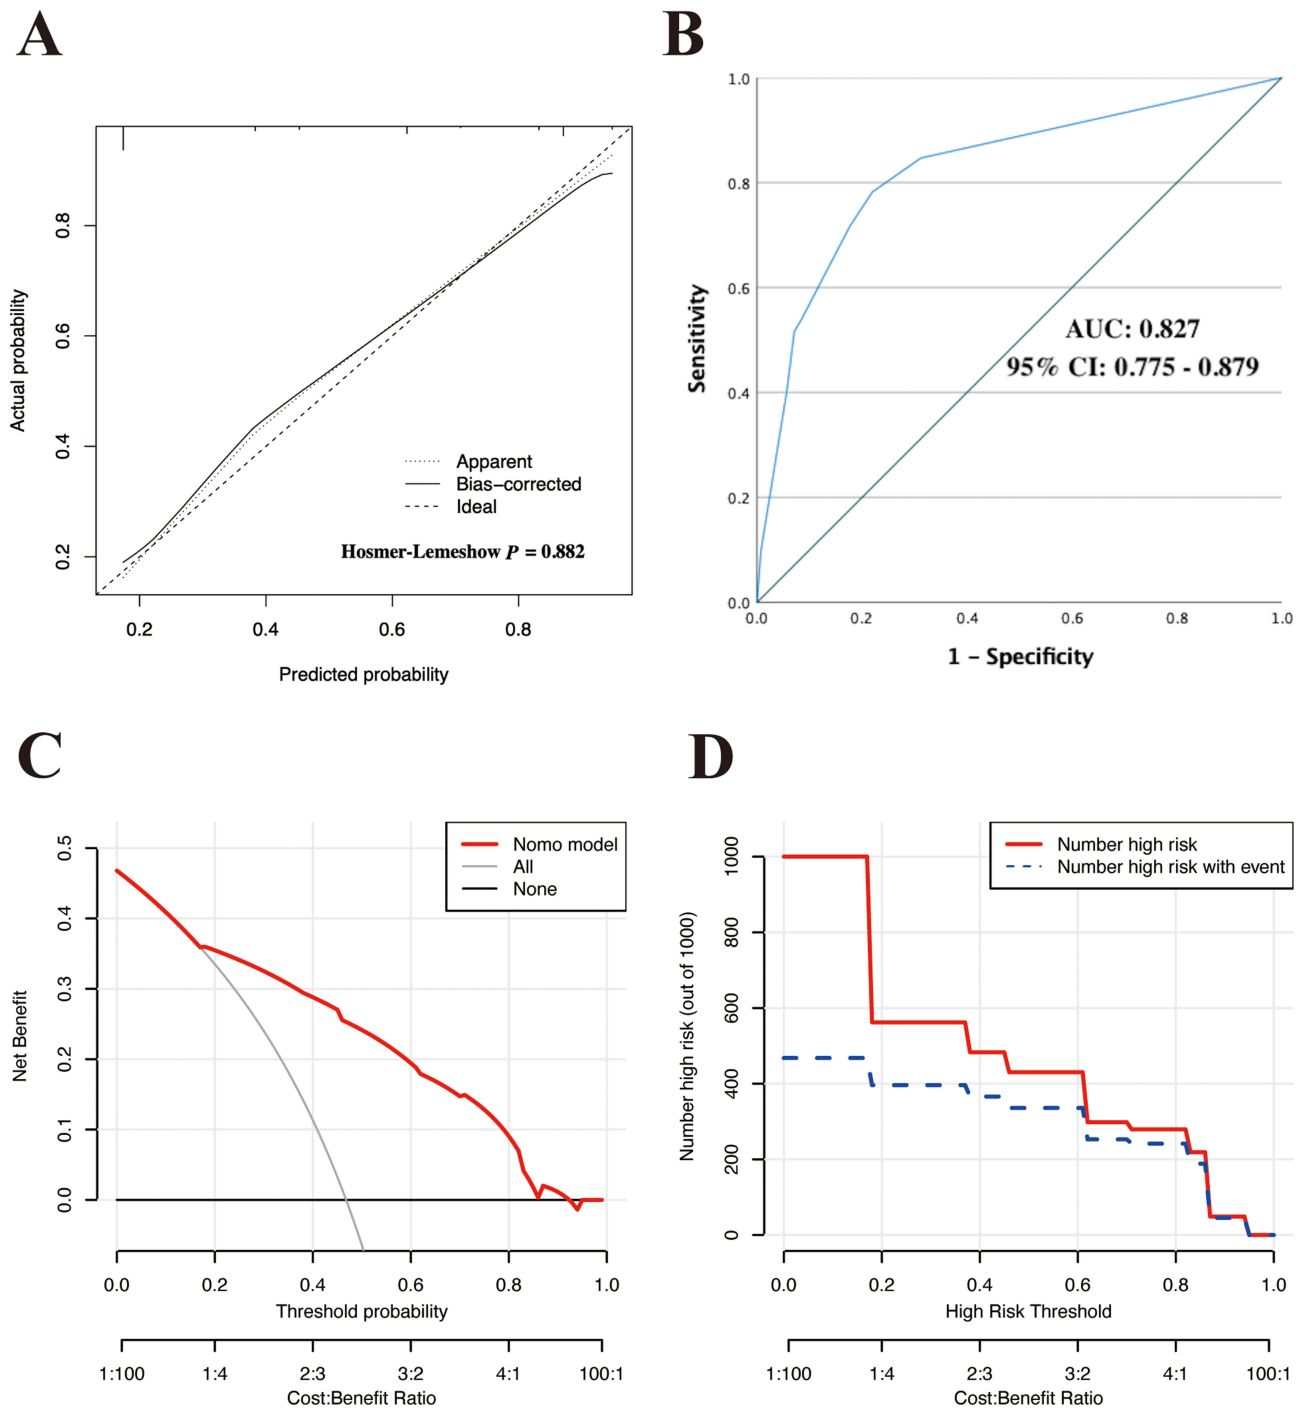 A
Actual probability
0.8
0.6
0.4
0.2
Apparent
Bias-corrected
Ideal
Hosmer-Lemeshow P = 0.882
0.2 0.4 0.6 0.8
Predicted probability
B
Sensitivity
1.0
0.8
0.6
0.4
0.2
0.0
AUC: 0.827
95% CI: 0.775 - 0.879
0.0 0.2 0.4 0.6 0.8 1.0
1 - Specificity
C
Net Benefit
0.5
0.4
0.3
0.2
0.1
0.0
Nomo model
All
None
0.0 0.2 0.4 0.6 0.8 1.0
Threshold probability
1:100 1:4 2:3 3:2 4:1 100:1
Cost:Benefit Ratio
D
Number high risk (out of 1000)
1000
800
600
400
200
0
Number high risk
Number high risk with event
0.0 0.2 0.4 0.6 0.8 1.0
High Risk Threshold
1:100 1:4 2:3 3:2 4:1 100:1
Cost:Benefit Ratio